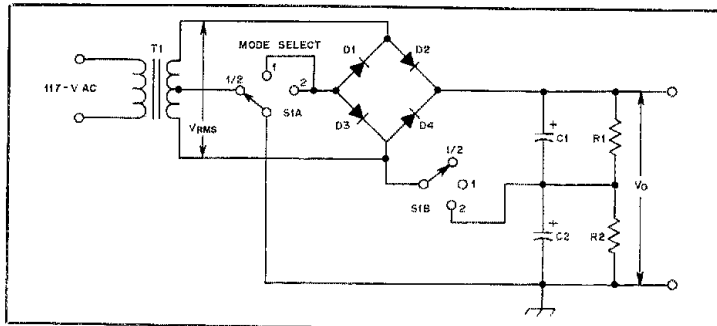 T1
MODE SELECT
1
D1
D2
117-V AC
1/2
2
S1A
VRMS
D3
D4
1/2
C1
R1
1
2
S1B
VO
C2
R2
+
+